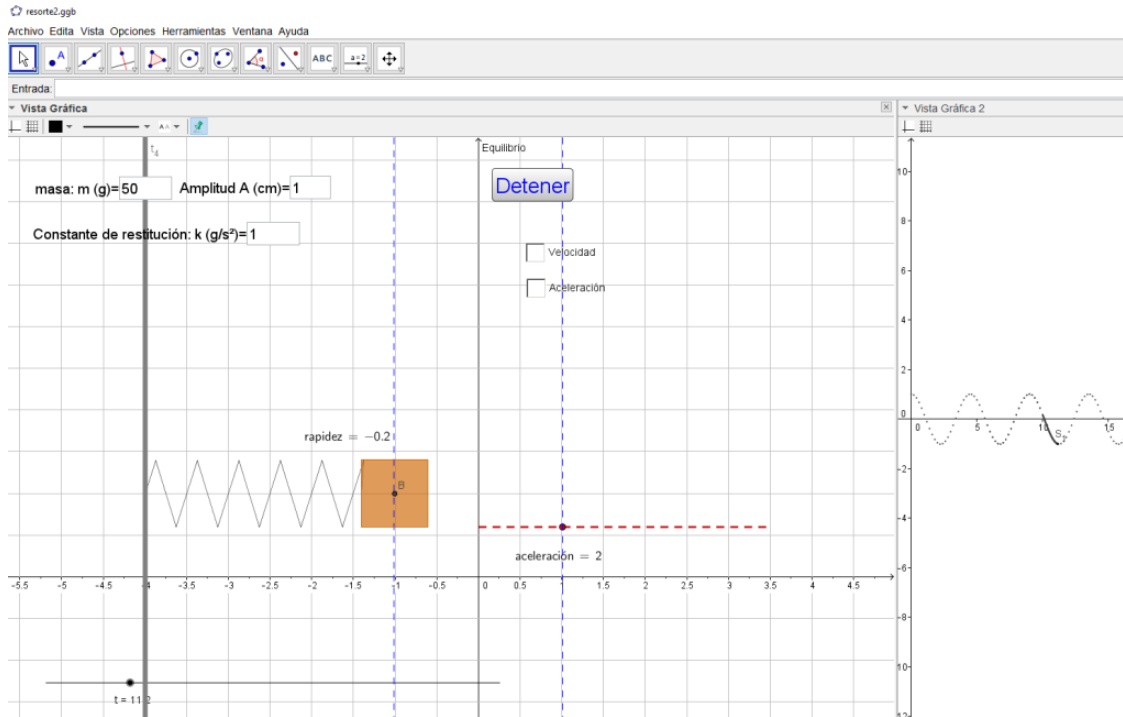 resorte2.ggb
Archivo Edita Vista Opciones Herramientas Ventana Ayuda
A
α
ABC
a=2
Entrada:
Vista Gráfica
Vista Gráfica 2
t4
Equilibrio
masa: m (g)=50
Amplitud A (cm)=1
Detener
Constante de restitución: k (g/s²)=1
Velocidad
Aceleración
rapidez = −0.2
B
aceleración = 2
-5.5 -5 -4 -3.5 -3 -2.5 -2 -1.5 -1 -0.5 0 0.5 1 1.5 2 2.5 3 3.5 4 4.5
10
8
6
4
2
0
0 5 10 15
S
-2
-4
-6
-8
10
12